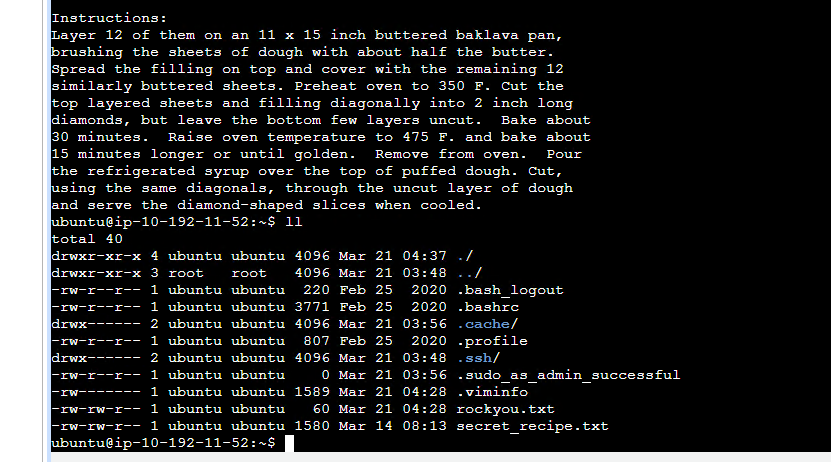 Instructions:
Layer 12 of them on an 11 x 15 inch buttered baklava pan,
brushing the sheets of dough with about half the butter.
Spread the filling on top and cover with the remaining 12
similarly buttered sheets. Preheat oven to 350 F. Cut the
top layered sheets and filling diagonally into 2 inch long
diamonds, but leave the bottom few layers uncut.  Bake about
30 minutes.  Raise oven temperature to 475 F. and bake about
15 minutes longer or until golden.  Remove from oven.  Pour
the refrigerated syrup over the top of puffed dough. Cut,
using the same diagonals, through the uncut layer of dough
and serve the diamond-shaped slices when cooled.
ubuntu@ip-10-192-11-52:~$ ll
total 40
drwxr-xr-x 4 ubuntu ubuntu 4096 Mar 21 04:37 ./
drwxr-xr-x 3 root   root   4096 Mar 21 03:48 ../
-rw-r--r-- 1 ubuntu ubuntu  220 Feb 25  2020 .bash_logout
-rw-r--r-- 1 ubuntu ubuntu 3771 Feb 25  2020 .bashrc
drwx------ 2 ubuntu ubuntu 4096 Mar 21 03:56 .cache/
-rw-r--r-- 1 ubuntu ubuntu  807 Feb 25  2020 .profile
drwx------ 2 ubuntu ubuntu 4096 Mar 21 03:48 .ssh/
-rw-r--r-- 1 ubuntu ubuntu    0 Mar 21 03:56 .sudo_as_admin_successful
-rw------- 1 ubuntu ubuntu 1589 Mar 21 04:28 .viminfo
-rw-rw-r-- 1 ubuntu ubuntu   60 Mar 21 04:28 rockyou.txt
-rw-rw-r-- 1 ubuntu ubuntu 1580 Mar 14 08:13 secret_recipe.txt
ubuntu@ip-10-192-11-52:~$